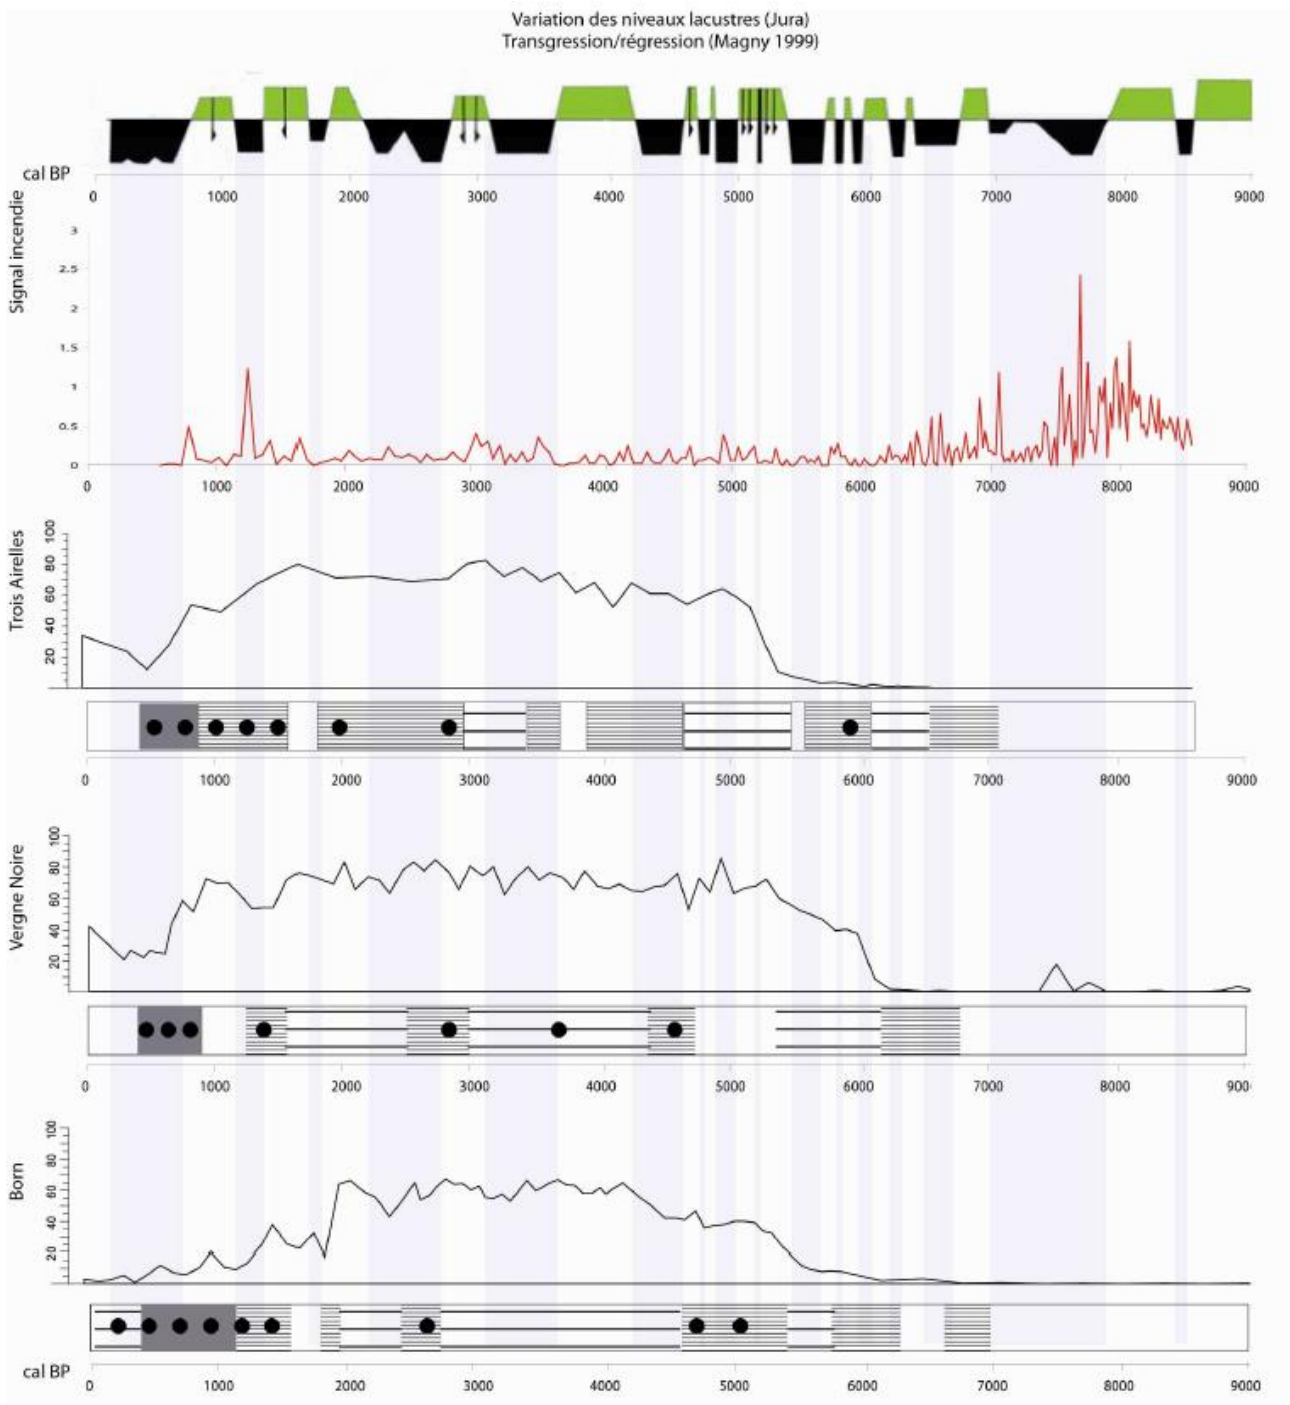 Variation des niveaux lacustres (Jura)
Transgression/régression (Magny 1999)
cal BP
0 1000 2000 3000 4000 5000 6000 7000 8000 9000
Signal incendie
3
2.5
2
1.5
1
0.5
0
0 1000 2000 3000 4000 5000 6000 7000 8000 9000
Trois Airelles
100
80
60
40
20
0 1000 2000 3000 4000 5000 6000 7000 8000 9000
Vergne Noire
100
80
60
40
20
0 1000 2000 3000 4000 5000 6000 7000 8000 900
Born
100
80
60
40
20
cal BP
0 1000 2000 3000 4000 5000 6000 7000 8000 9000